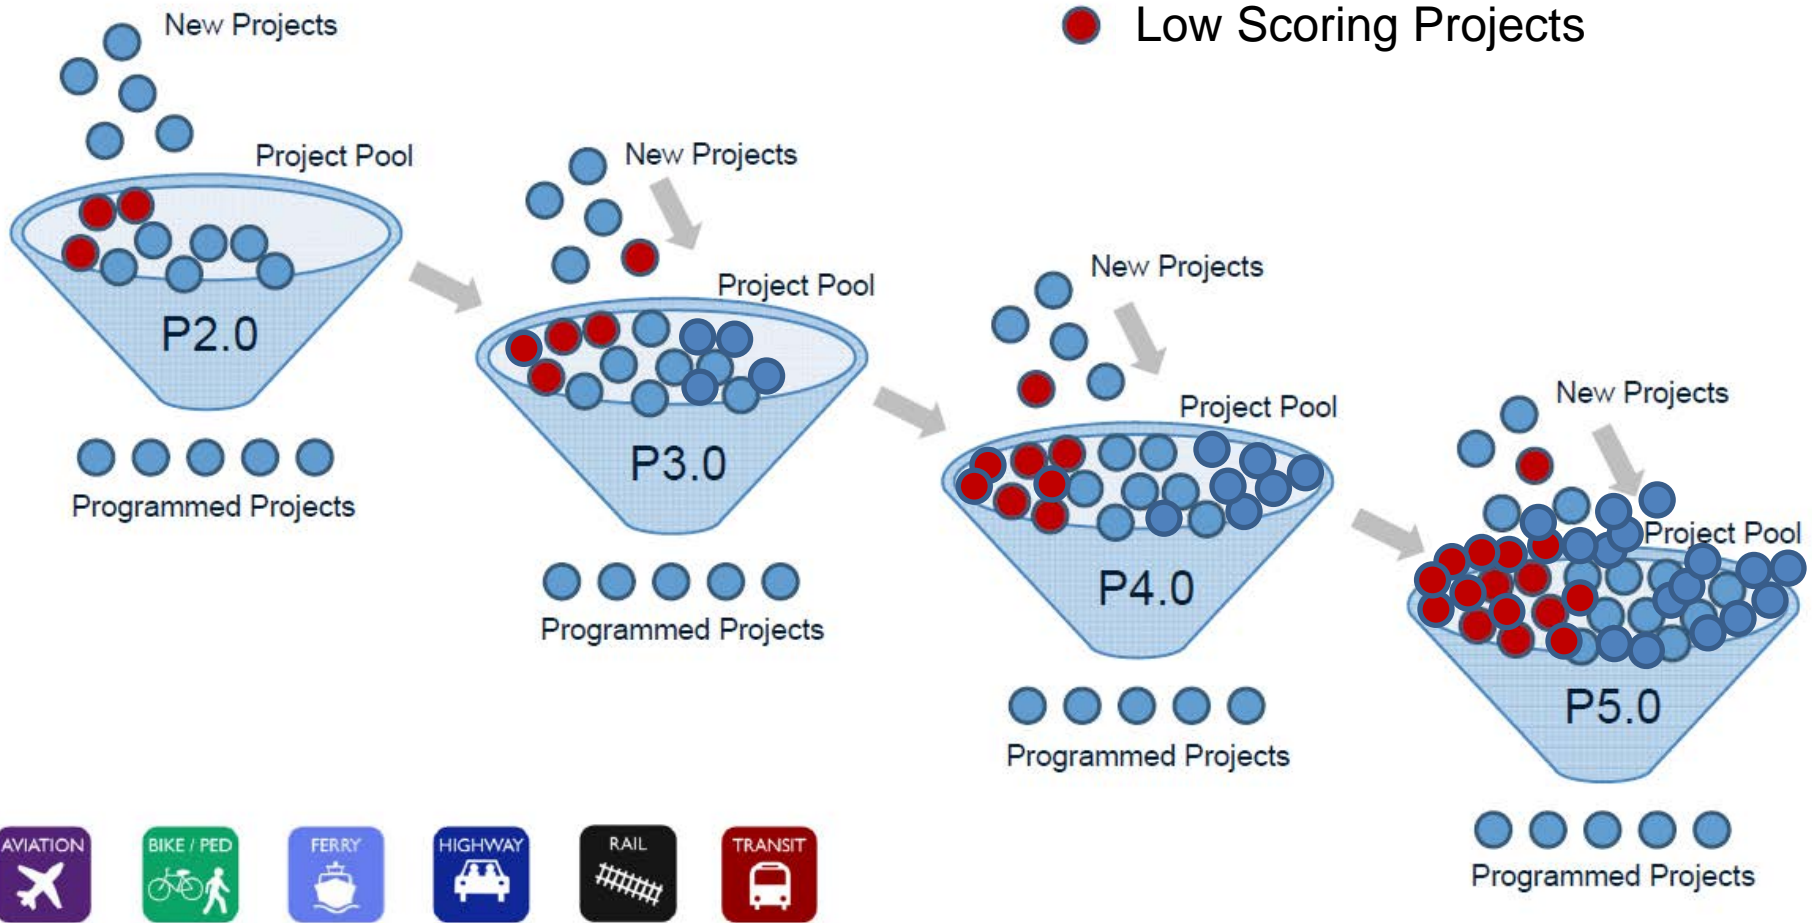 New Projects
Low Scoring Projects
Project Pool
P2.0
Programmed Projects
New Projects
Project Pool
P3.0
Programmed Projects
New Projects
Project Pool
P4.0
Programmed Projects
New Projects
Project Pool
P5.0
Programmed Projects
AVIATION
BIKE / PED
FERRY
HIGHWAY
RAIL
TRANSIT